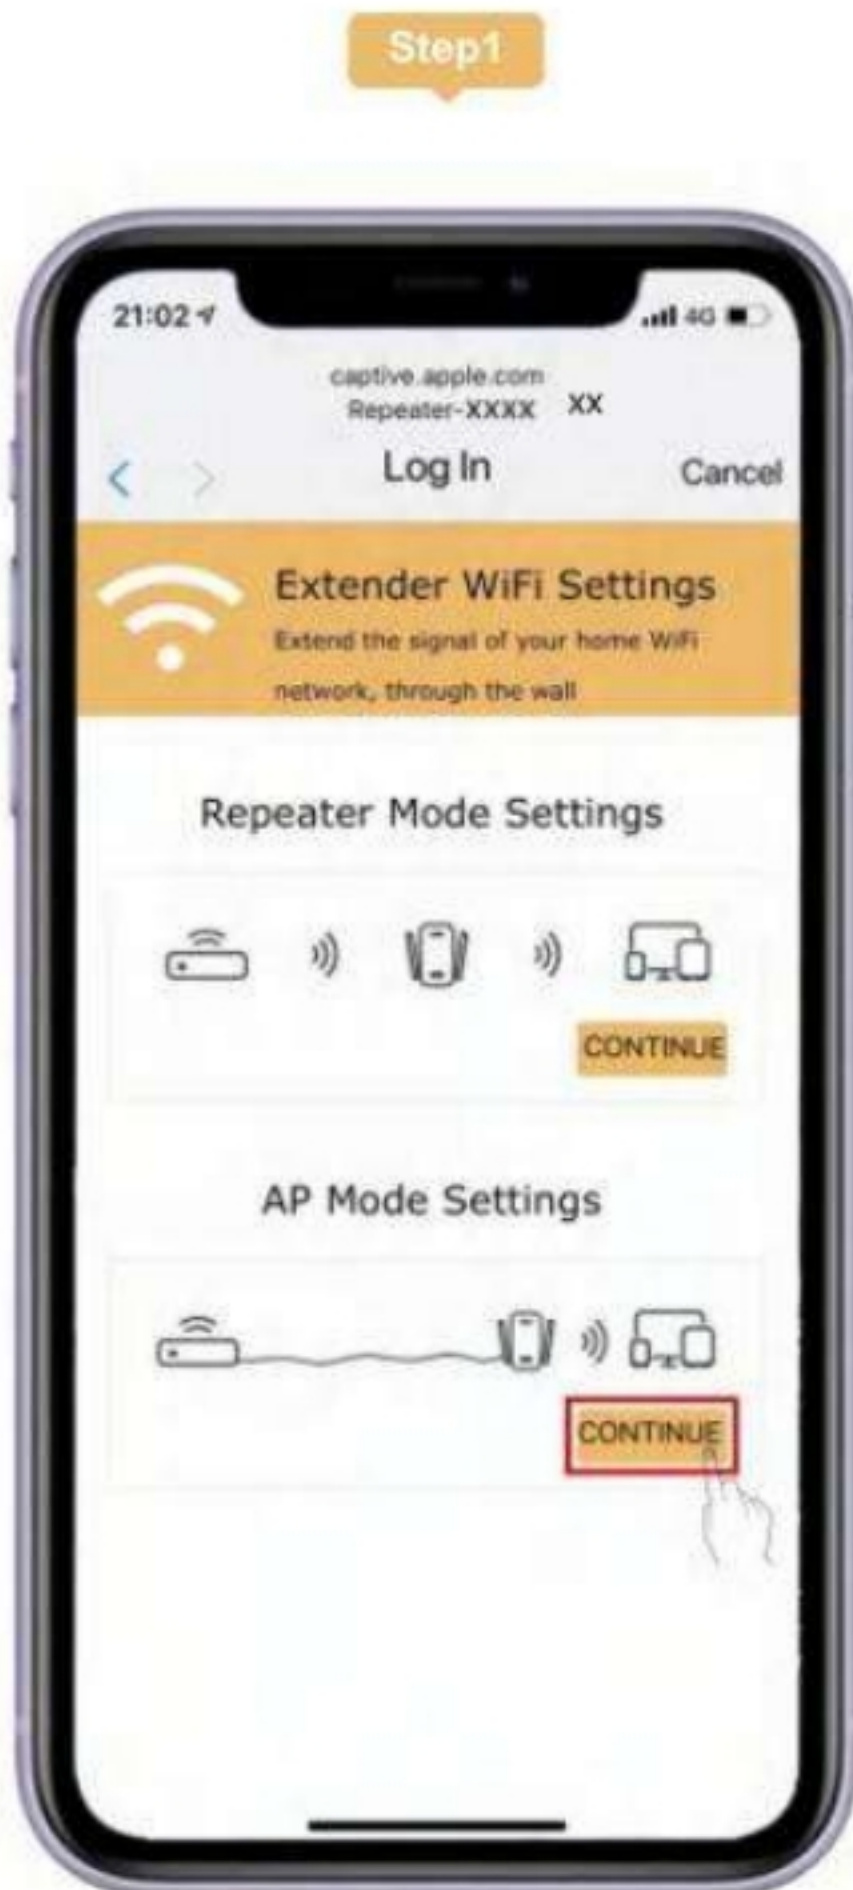 Step1
21:02
4G
captive.apple.com
Repeater-XXXX XX
Log In
Cancel
Extender WiFi Settings
Extend the signal of your home WiFi
network, through the wall
Repeater Mode Settings
CONTINUE
AP Mode Settings
CONTINUE